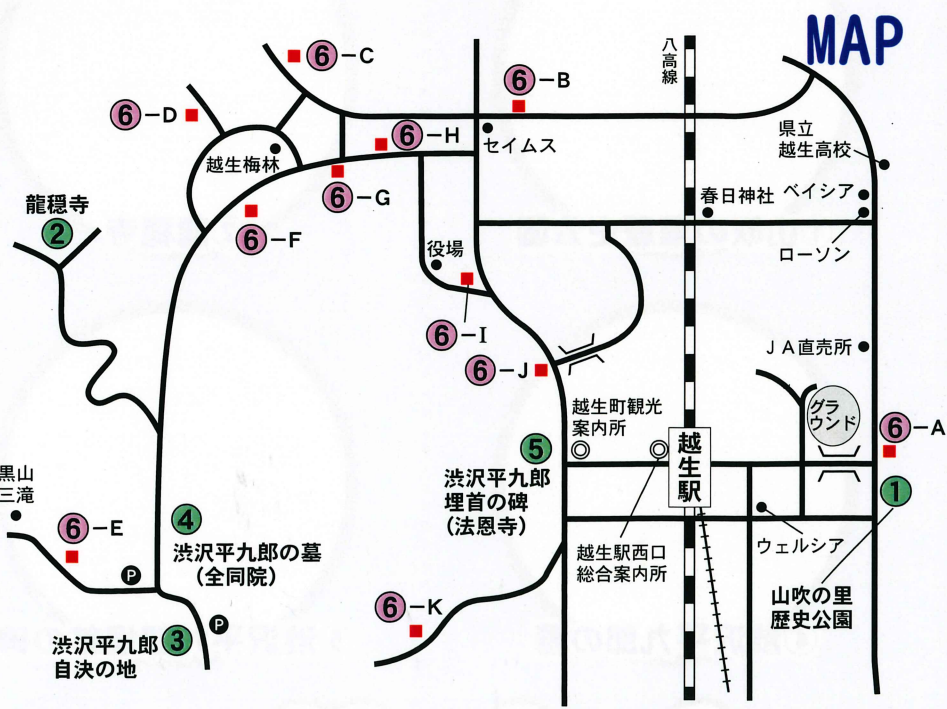 MAP
八高線
6-C
6-B
6-D
6-H
セイムス
県立
越生高校
越生梅林
6-G
春日神社
ベイシア
龍穏寺
2
6-F
役場
ローソン
6-I
JA直売所
6-J
越生町観光
案内所
グラ
ウンド
6-A
越生駅
5
渋沢平九郎
埋首の碑
(法恩寺)
1
黒山
三滝
6-E
4
渋沢平九郎の墓
(全同院)
ウェルシア
越生駅西口
総合案内所
P
山吹の里
歴史公園
6-K
P
渋沢平九郎
自決の地
3